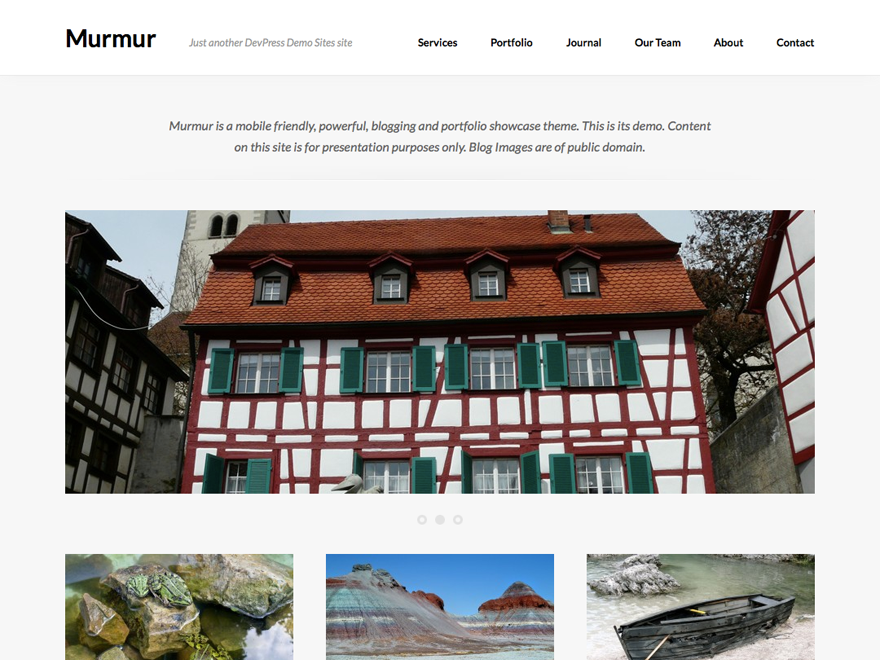 Murmur
Just another DevPress Demo Sites site
Services
Portfolio
Journal
Our Team
About
Contact
Murmur is a mobile friendly, powerful, blogging and portfolio showcase theme. This is its demo. Content
on this site is for presentation purposes only. Blog Images are of public domain.